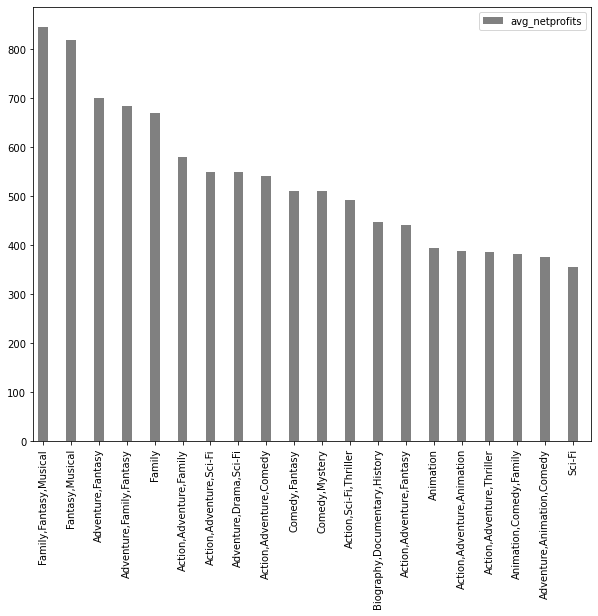 avg_netprofits
800
700
600
500
400
300
200
100
0
Family,Fantasy,Musical
Fantasy,Musical
Adventure,Fantasy
Adventure,Family,Fantasy
Family
Action,Adventure,Family
Action,Adventure,Sci-Fi
Adventure,Drama,Sci-Fi
Action,Adventure,Comedy
Comedy,Fantasy
Comedy,Mystery
Action,Sci-Fi,Thriller
Biography,Documentary,History
Action,Adventure,Fantasy
Animation
Action,Adventure,Animation
Action,Adventure,Thriller
Animation,Comedy,Family
Adventure,Animation,Comedy
Sci-Fi